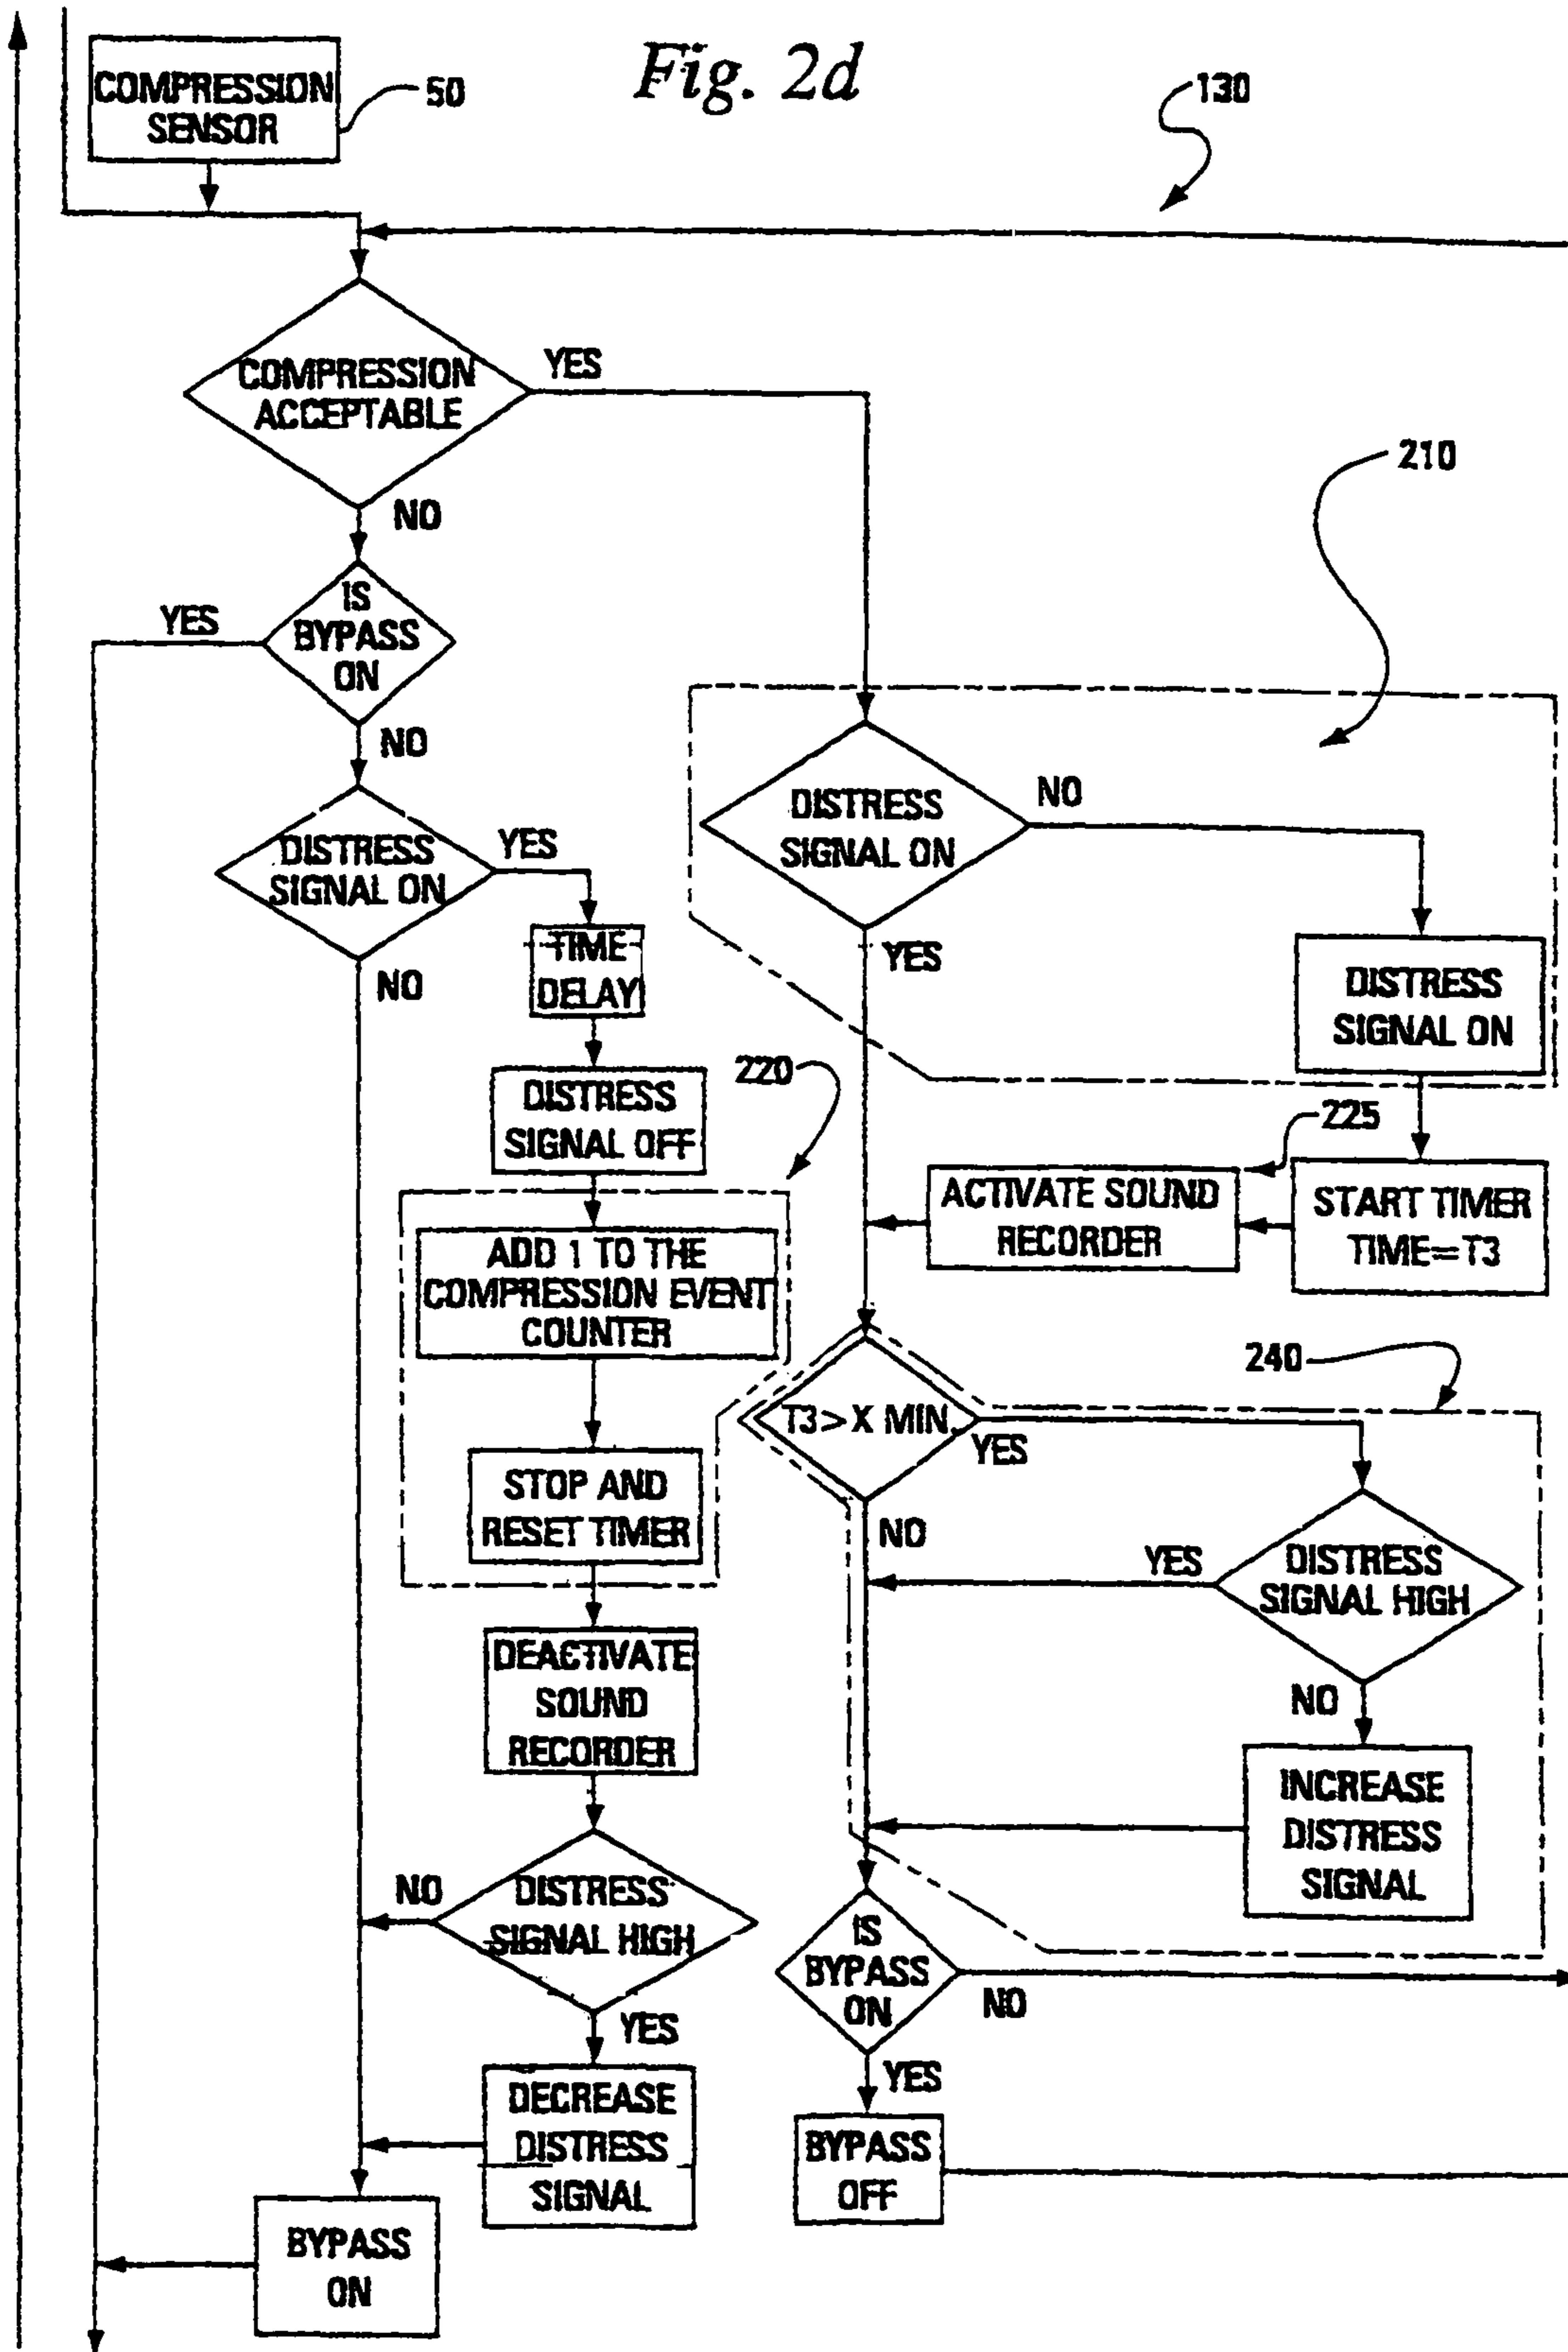 Fig. 2d
COMPRESSION
SENSOR
50
130
COMPRESSION
ACCEPTABLE
YES
NO
210
IS
BYPASS
ON
YES
NO
DISTRESS
SIGNAL ON
YES
NO
DISTRESS
SIGNAL ON
NO
YES
TIME
DELAY
DISTRESS
SIGNAL ON
DISTRESS
SIGNAL OFF
220
225
ACTIVATE SOUND
RECORDER
START TIMER
TIME=T3
ADD 1 TO THE
COMPRESSION EVENT
COUNTER
240
T3>X MIN.
YES
NO
STOP AND
RESET TIMER
YES
DISTRESS
SIGNAL HIGH
NO
DEACTIVATE
SOUND
RECORDER
INCREASE
DISTRESS
SIGNAL
NO
DISTRESS
SIGNAL HIGH
YES
IS
BYPASS
ON
NO
YES
DECREASE
DISTRESS
SIGNAL
BYPASS
OFF
BYPASS
ON